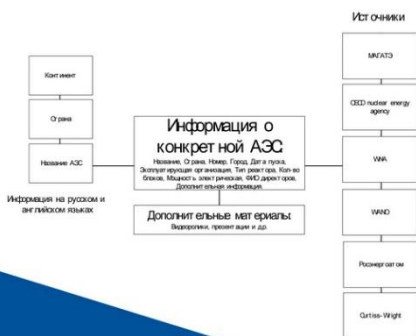 Источники
МАГАТЭ
OECD nuclear energy
agency
WNA
WANO
Росэнергоатом
Curtiss-Wright
Континент
Страна
Название АЭС
Информация на русском и
английском языках
Информация о
конкретной АЭС:
Название, Страна, Номер, Город, Дата пуска,
Эксплуатирующая организация, Тип реактора, Кол-во
блоков, Мощность электрическая, ФИО директоров,
Дополнительная информация.
Дополнительные материалы:
Видеоролики, презентации и др.